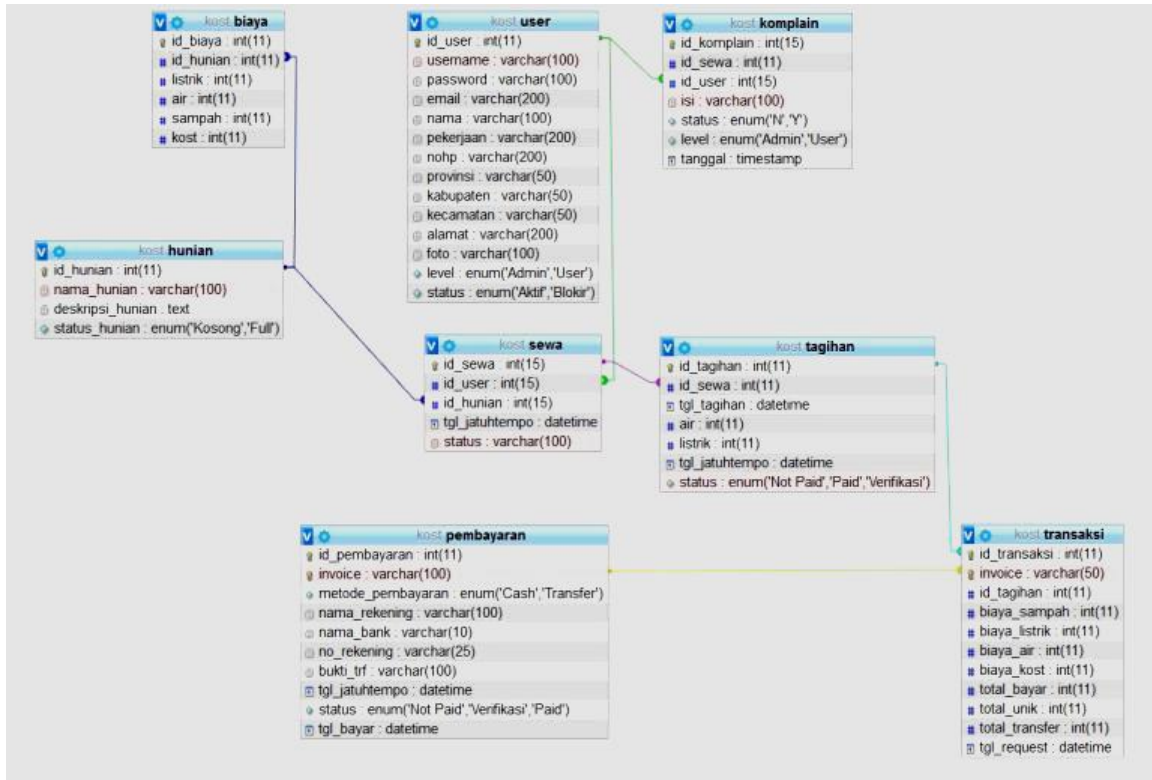 kost biaya
id_biaya : int(11)
id_hunian : int(11)
listrik : int(11)
air : int(11)
sampah : int(11)
kost : int(11)
kost user
id_user : int(11)
username : varchar(100)
password : varchar(100)
email : varchar(200)
nama : varchar(100)
pekerjaan : varchar(200)
nohp : varchar(200)
provinsi : varchar(50)
kabupaten : varchar(50)
kecamatan : varchar(50)
alamat : varchar(200)
foto : varchar(100)
level : enum('Admin','User')
status : enum('Aktif','Blokir')
kost komplain
id_komplain : int(15)
id_sewa : int(11)
id_user : int(15)
isi : varchar(100)
status : enum('N','Y')
level : enum('Admin','User')
tanggal : timestamp
kost hunian
id_hunian : int(11)
nama_hunian : varchar(100)
deskripsi_hunian : text
status_hunian : enum('Kosong','Full')
kost sewa
id_sewa : int(15)
id_user : int(15)
id_hunian : int(15)
tgl_jatuhtempo : datetime
status : varchar(100)
kost tagihan
id_tagihan : int(11)
id_sewa : int(11)
tgl_tagihan : datetime
air : int(11)
listrik : int(11)
tgl_jatuhtempo : datetime
status : enum('Not Paid','Paid','Verifikasi')
kost pembayaran
id_pembayaran : int(11)
invoice : varchar(100)
metode_pembayaran : enum('Cash','Transfer')
nama_rekening : varchar(100)
nama_bank : varchar(10)
no_rekening : varchar(25)
bukti_trf : varchar(100)
tgl_jatuhtempo : datetime
status : enum('Not Paid','Verifikasi','Paid')
tgl_bayar : datetime
kost transaksi
id_transaksi : int(11)
invoice : varchar(50)
id_tagihan : int(11)
biaya_sampah : int(11)
biaya_listrik : int(11)
biaya_air : int(11)
biaya_kost : int(11)
total_bayar : int(11)
total_unik : int(11)
total_transfer : int(11)
tgl_request : datetime